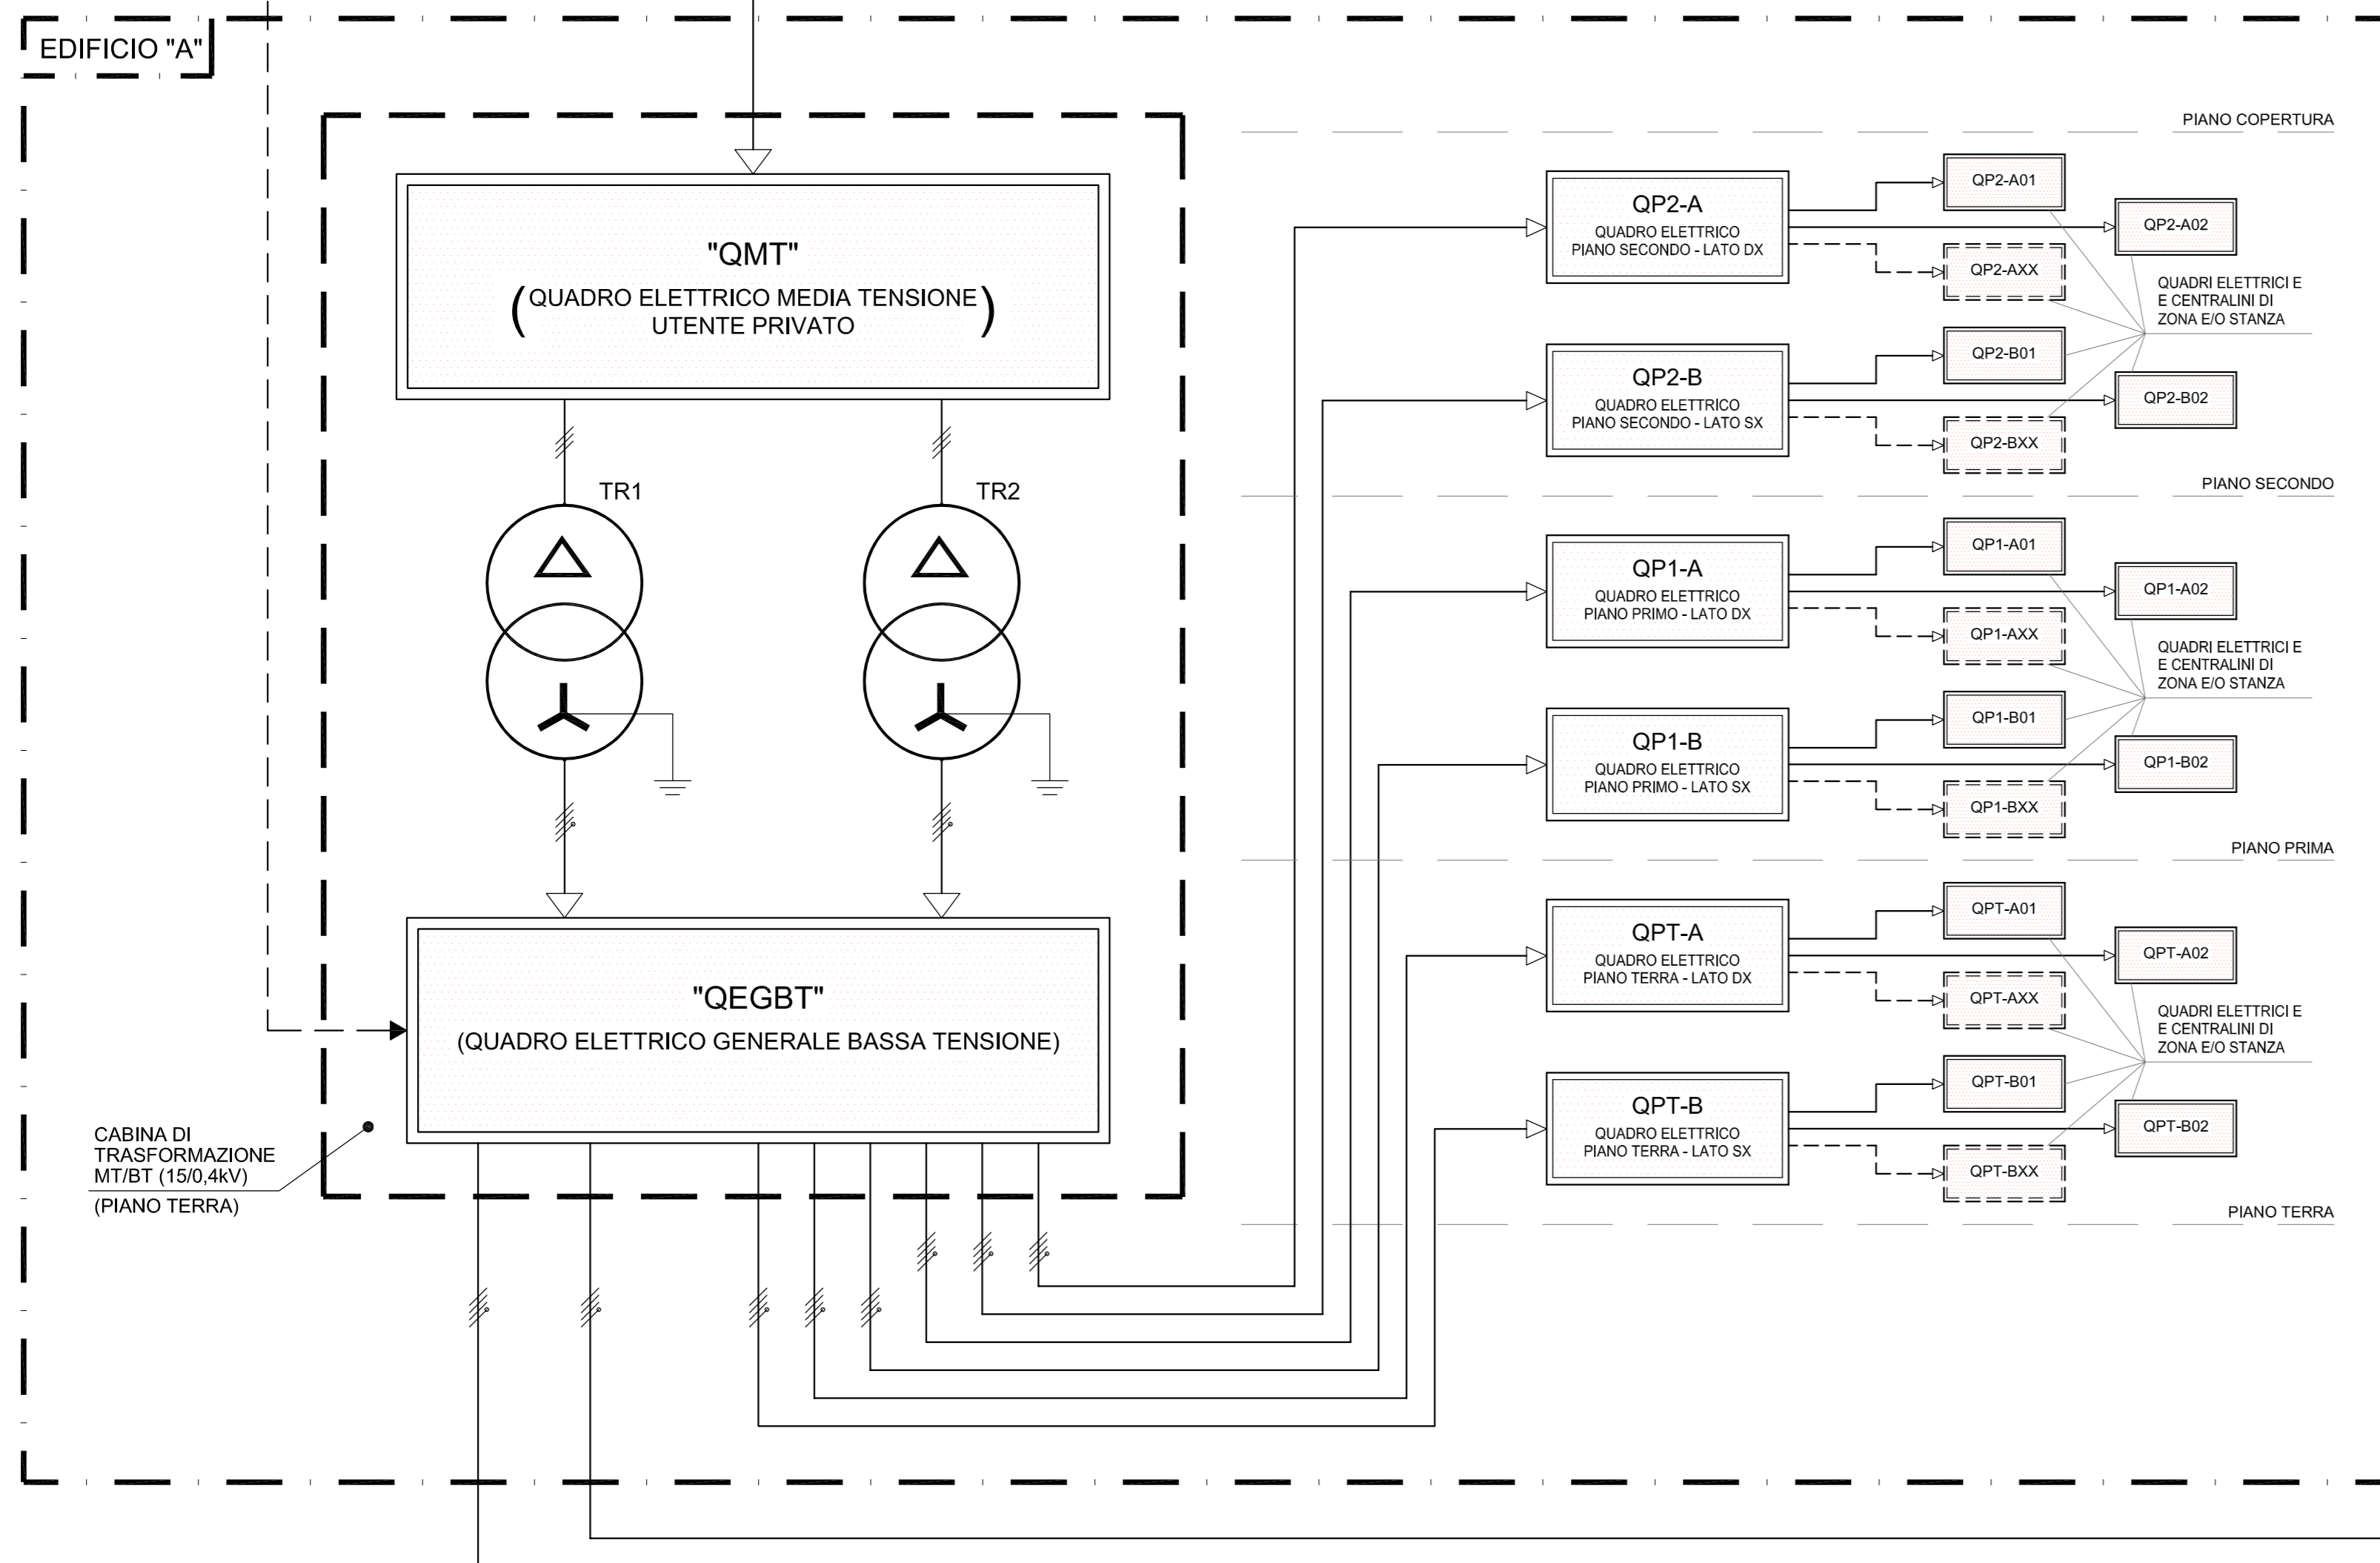 EDIFICIO "A"
"QMT"
(QUADRO ELETTRICO MEDIA TENSIONE
UTENTE PRIVATO)
TR1
TR2
"QEGBT"
(QUADRO ELETTRICO GENERALE BASSA TENSIONE)
CABINA DI
TRASFORMAZIONE
MT/BT (15/0,4kV)
(PIANO TERRA)
PIANO COPERTURA
QP2-A
QUADRO ELETTRICO
PIANO SECONDO - LATO DX
QP2-A01
QP2-A02
QP2-AXX
QUADRI ELETTRICI E
E CENTRALINI DI
ZONA E/O STANZA
QP2-B
QUADRO ELETTRICO
PIANO SECONDO - LATO SX
QP2-B01
QP2-B02
QP2-BXX
PIANO SECONDO
QP1-A
QUADRO ELETTRICO
PIANO PRIMO - LATO DX
QP1-A01
QP1-A02
QP1-AXX
QUADRI ELETTRICI E
E CENTRALINI DI
ZONA E/O STANZA
QP1-B
QUADRO ELETTRICO
PIANO PRIMO - LATO SX
QP1-B01
QP1-B02
QP1-BXX
PIANO PRIMA
QPT-A
QUADRO ELETTRICO
PIANO TERRA - LATO DX
QPT-A01
QPT-A02
QPT-AXX
QUADRI ELETTRICI E
E CENTRALINI DI
ZONA E/O STANZA
QPT-B
QUADRO ELETTRICO
PIANO TERRA - LATO SX
QPT-B01
QPT-B02
QPT-BXX
PIANO TERRA